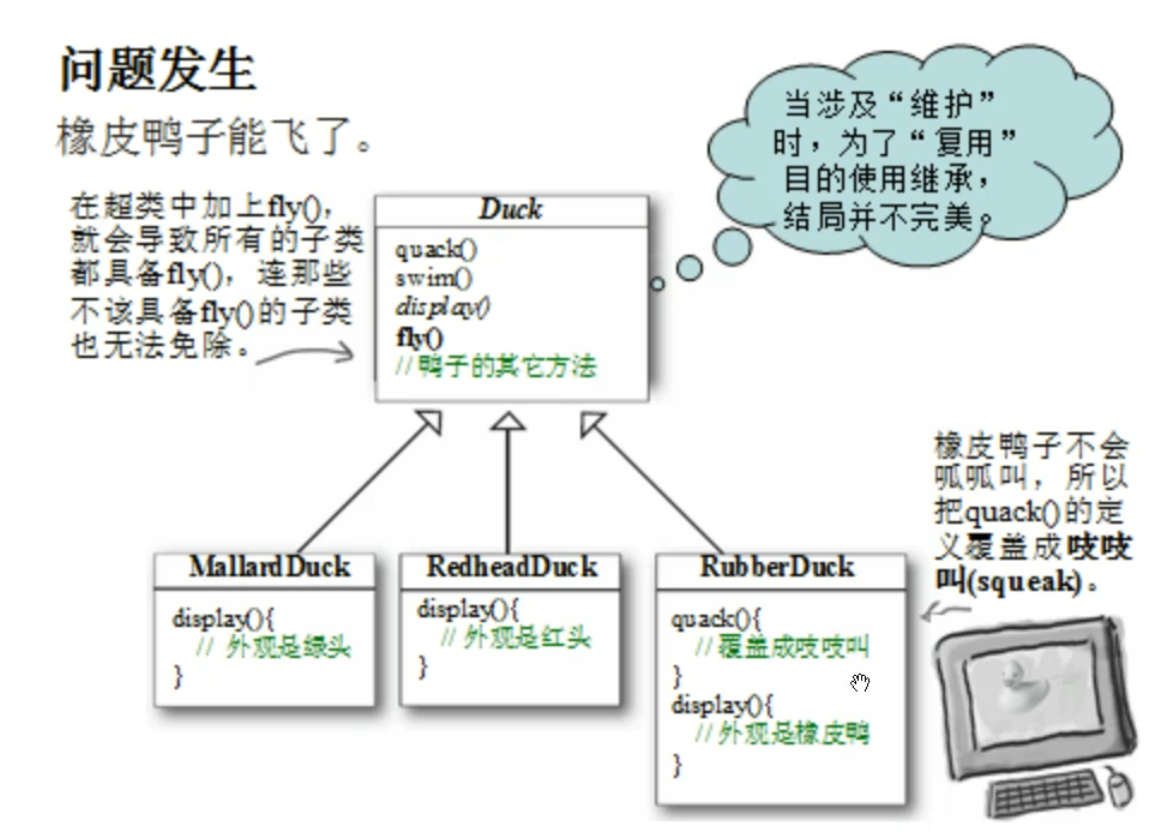 问题发生
橡皮鸭子能飞了。
当涉及“维护”
时，为了“复用”
目的使用继承，
结局并不完美。
在超类中加上fly()，
就会导致所有的子类
都具备fly()，连那些
不该具备fly()的子类
也无法免除。
Duck
quack()
swim()
display()
fly()
//鸭子的其它方法
橡皮鸭子不会
呱呱叫，所以
把quack()的定
义覆盖成吱吱
叫(squeak)。
MallardDuck
display(){
// 外观是绿头
}
RedheadDuck
display(){
// 外观是红头
}
RubberDuck
quack(){
//覆盖成吱吱叫
}
display(){
//外观是橡皮鸭
}